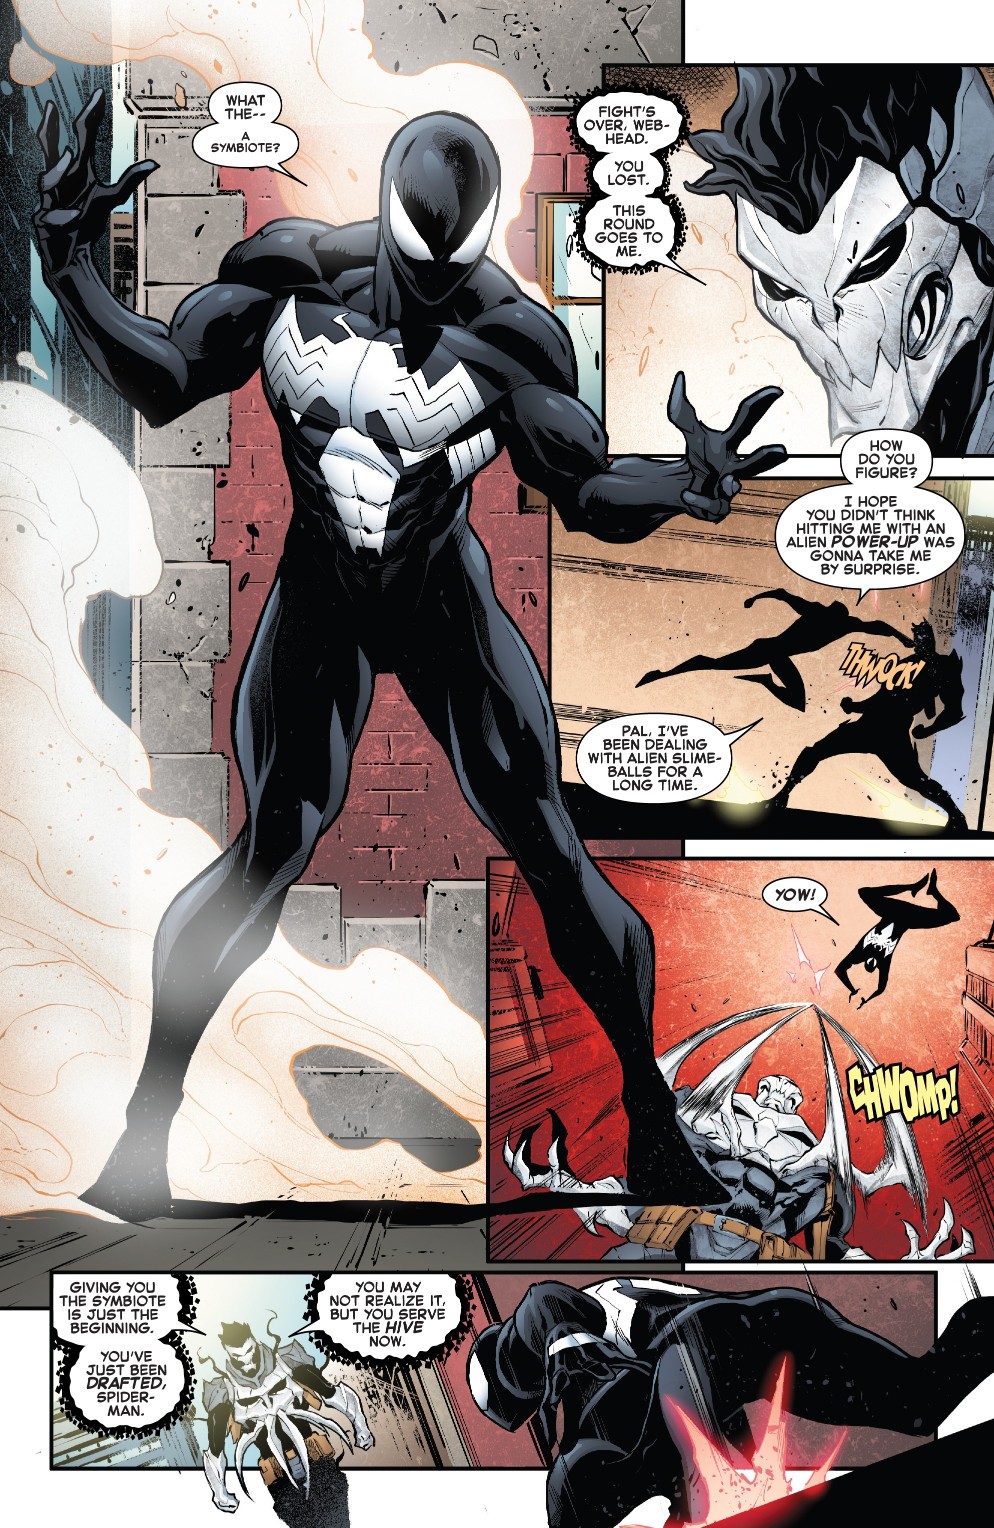 WHAT
THE--
A
SYMBIOTE?
FIGHT'S
OVER, WEB-
HEAD.
YOU
LOST.
THIS
ROUND
GOES TO
ME.
HOW
DO YOU
FIGURE?
I HOPE
YOU DIDN'T THINK
HITTING ME WITH AN
ALIEN POWER-UP WAS
GONNA TAKE ME
BY SURPRISE.
THWOCK!
PAL, I'VE
BEEN DEALING
WITH ALIEN SLIME-
BALLS FOR A
LONG TIME.
YOW!
CHWOMP!
GIVING YOU
THE SYMBIOTE
IS JUST THE
BEGINNING.
YOU'VE
JUST BEEN
DRAFTED,
SPIDER-
MAN.
YOU MAY
NOT REALIZE IT,
BUT YOU SERVE
THE HIVE
NOW.